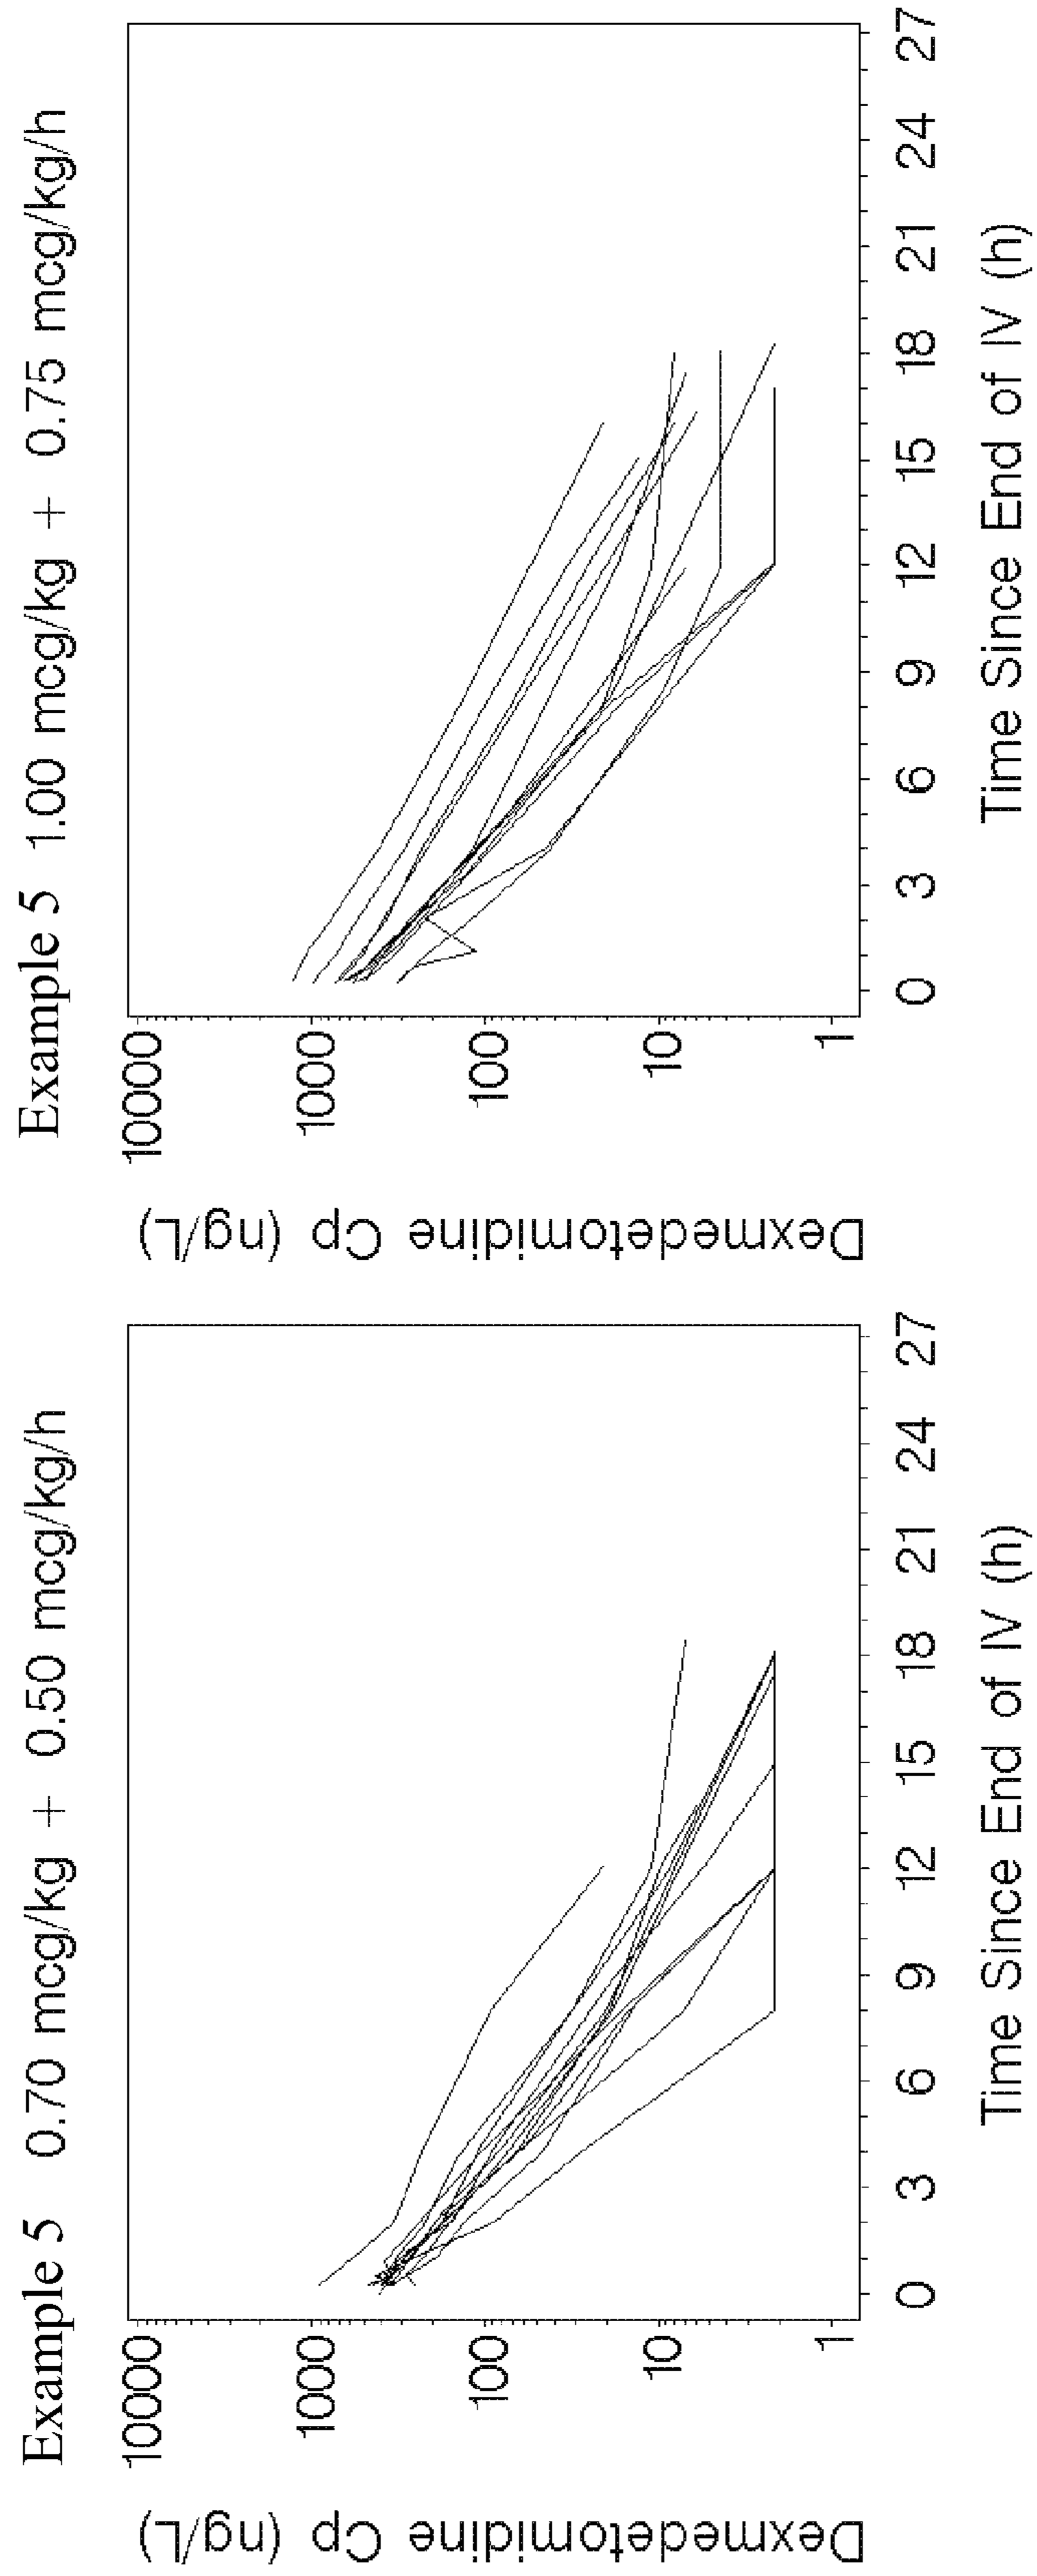 Example 5 0.70 mcg/kg + 0.50 mcg/kg/h
Dexmedetomidine Cp (ng/L)
10000
1000
100
10
1
0 3 6 9 12 15 18 21 24 27
Time Since End of IV (h)
Example 5 1.00 mcg/kg + 0.75 mcg/kg/h
Dexmedetomidine Cp (ng/L)
10000
1000
100
10
1
0 3 6 9 12 15 18 21 24 27
Time Since End of IV (h)